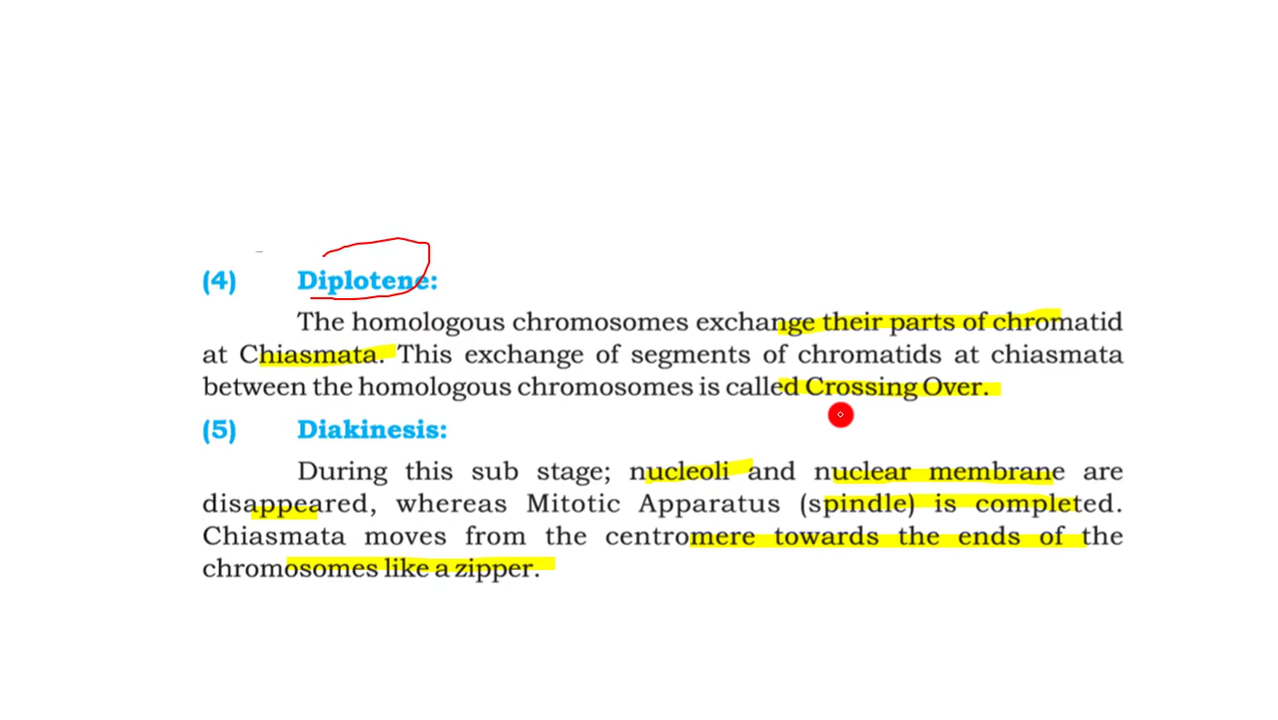 (4) Diplotene:
The homologous chromosomes exchange their parts of chromatid
at Chiasmata. This exchange of segments of chromatids at chiasmata
between the homologous chromosomes is called Crossing Over.
(5) Diakinesis:
During this sub stage; nucleoli and nuclear membrane are
disappeared, whereas Mitotic Apparatus (spindle) is completed.
Chiasmata moves from the centromere towards the ends of the
chromosomes like a zipper.